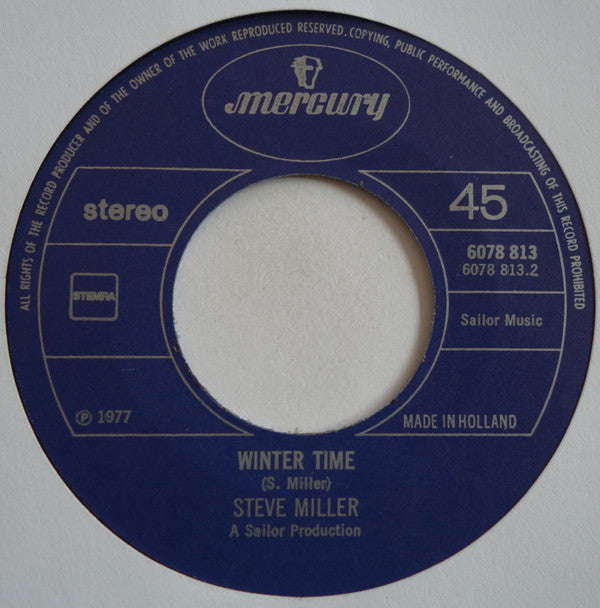 ALL RIGHTS OF THE RECORD PRODUCER AND OF THE OWNER OF THE WORK REPRODUCED RESERVED. COPYING, PUBLIC PERFORMANCE AND BROADCASTING OF THIS RECORD PROHIBITED
mercury
stereo
45
6078 813
6078 813.2
STEMRA
Sailor Music
℗ 1977
MADE IN HOLLAND
WINTER TIME
(S. Miller)
STEVE MILLER
A Sailor Production